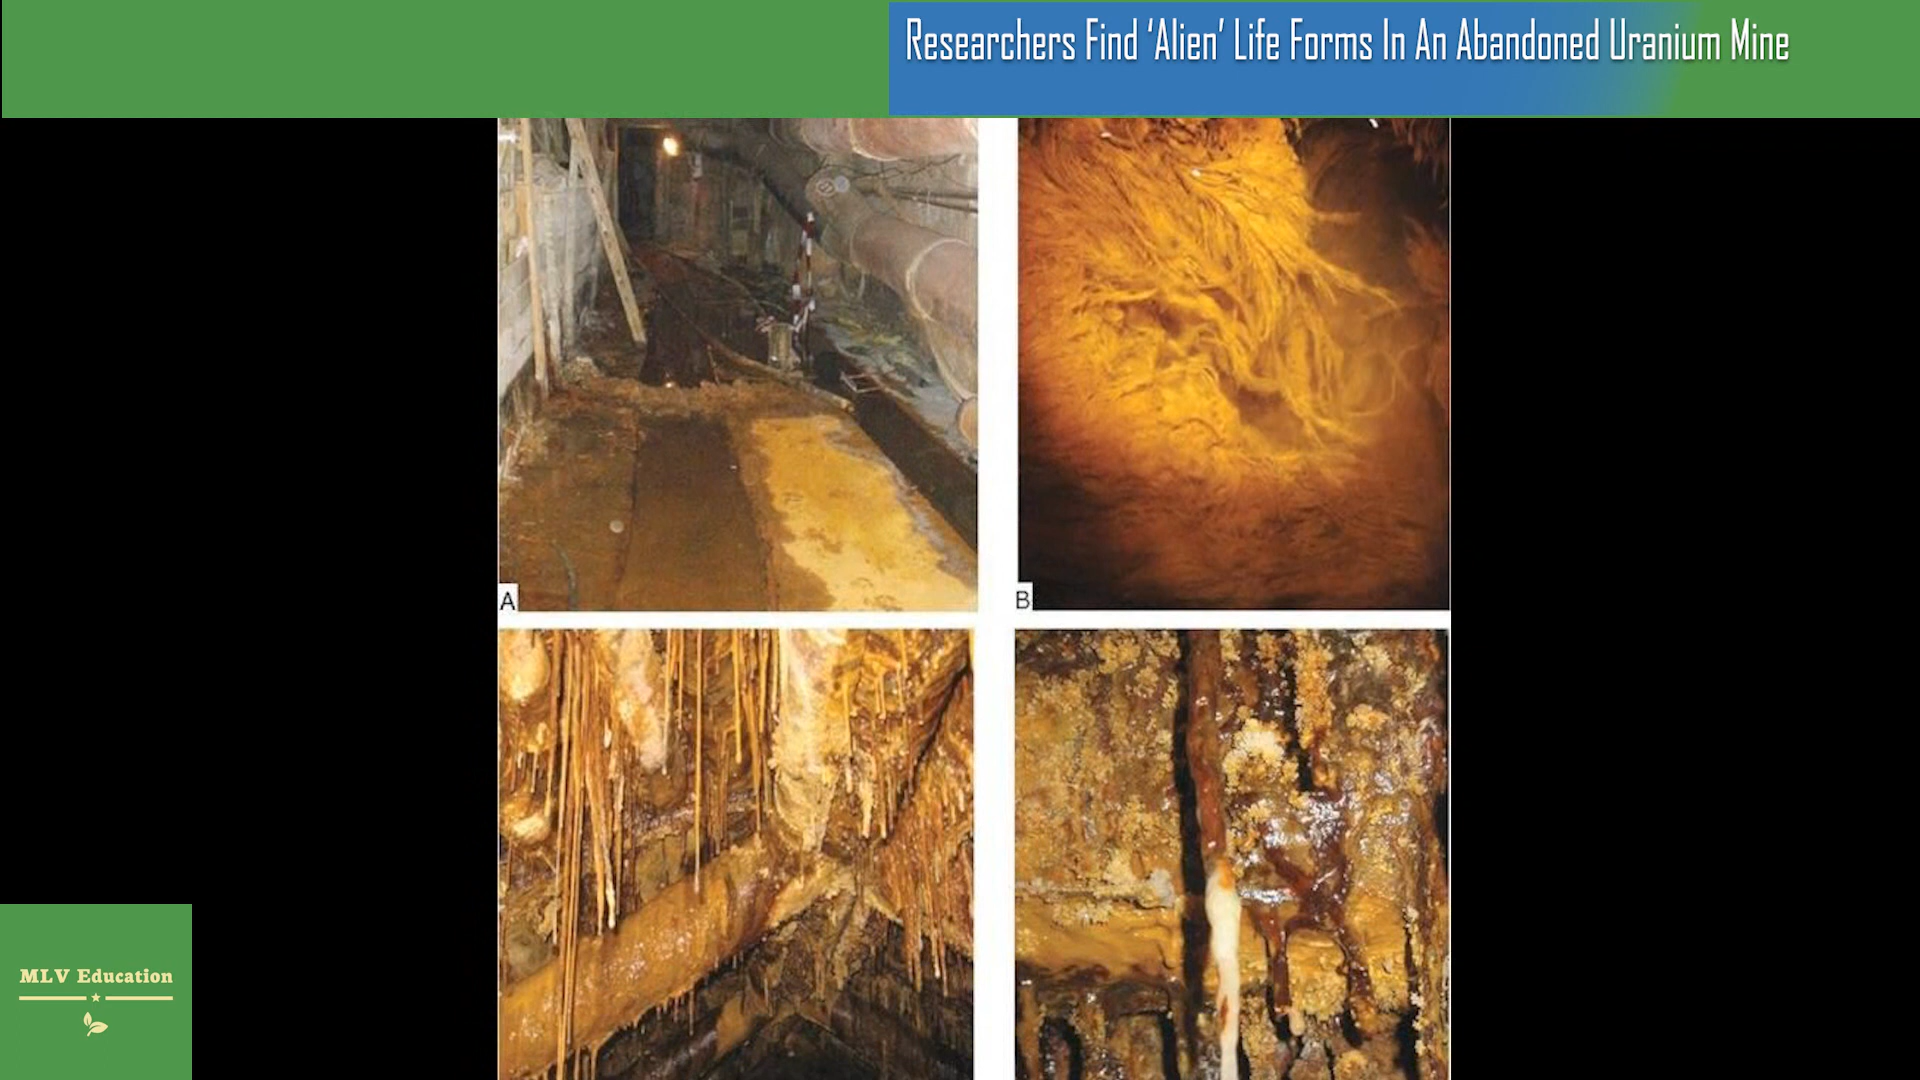 Researchers Find ‘Alien’ Life Forms In An Abandoned Uranium Mine
A
B
MLV Education